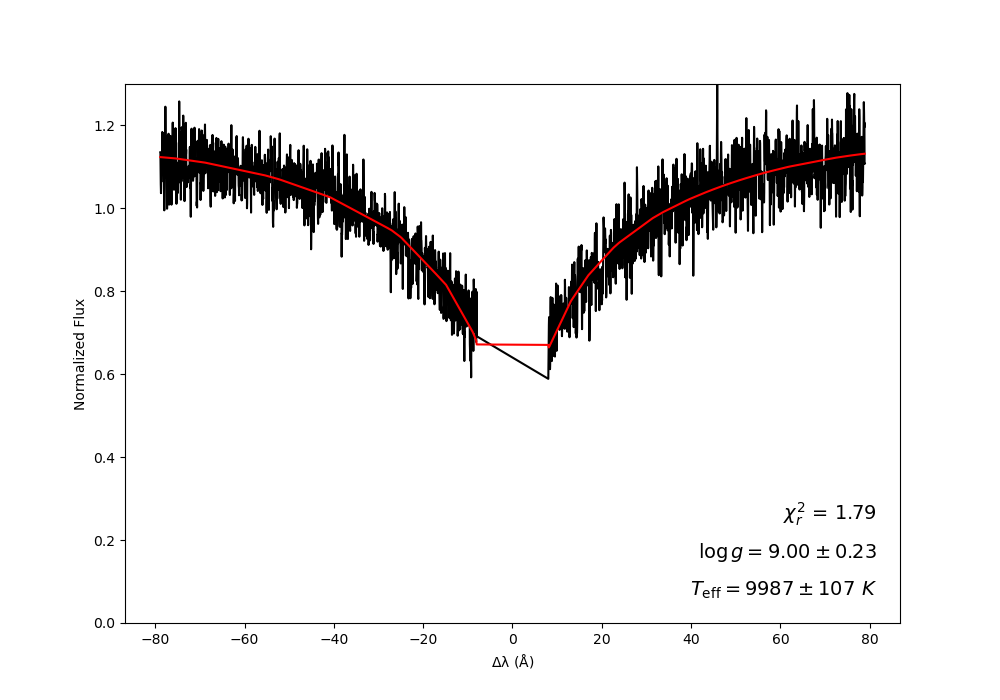 Normalized Flux
1.2
1.0
0.8
0.6
0.4
0.2
0.0
χ²ᵣ = 1.79
log g = 9.00 ± 0.23
T_eff = 9987 ± 107 K
−80 −60 −40 −20 0 20 40 60 80
Δλ (Å)